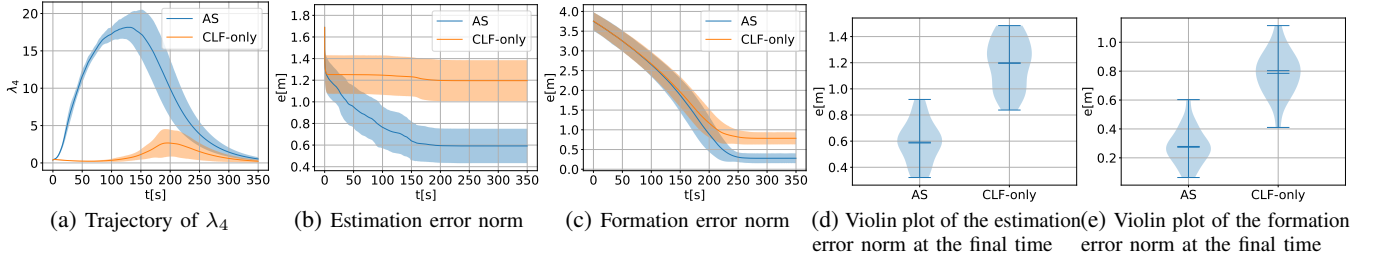 20
15
10
5
0
λ4
0 50 100 150 200 250 300 350
t[s]
AS
CLF-only
(a) Trajectory of λ4
1.6
1.4
1.2
1.0
0.8
0.6
0.4
e[m]
0 50 100 150 200 250 300 350
t[s]
AS
CLF-only
(b) Estimation error norm
4.0
3.5
3.0
2.5
2.0
1.5
1.0
0.5
0.0
e[m]
0 50 100 150 200 250 300 350
t[s]
AS
CLF-only
(c) Formation error norm
1.4
1.2
1.0
0.8
0.6
0.4
e[m]
AS CLF-only
(d) Violin plot of the estimation
error norm at the final time
1.0
0.8
0.6
0.4
0.2
e[m]
AS CLF-only
(e) Violin plot of the formation
error norm at the final time